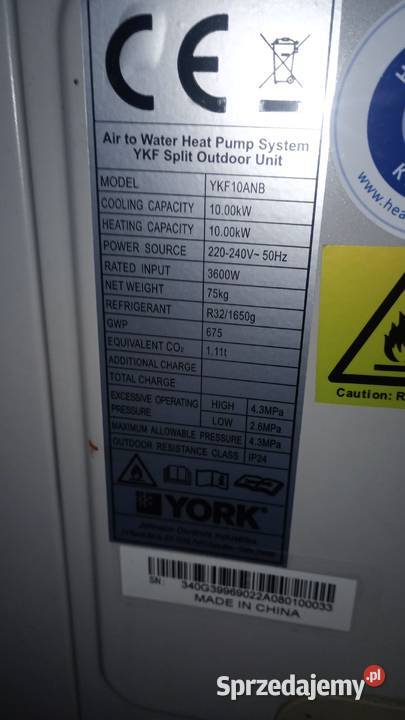 CE
Air to Water Heat Pump System
YKF Split Outdoor Unit
MODEL YKF10ANB
COOLING CAPACITY 10.00kW
HEATING CAPACITY 10.00kW
POWER SOURCE 220-240V~ 50Hz
RATED INPUT 3600W
NET WEIGHT 75kg
REFRIGERANT R32/1650g
GWP 675
EQUIVALENT CO₂ 1.11t
ADDITIONAL CHARGE
TOTAL CHARGE
EXCESSIVE OPERATING PRESSURE HIGH 4.3MPa
LOW 2.6MPa
MAXIMUM ALLOWABLE PRESSURE 4.3MPa
OUTDOOR RESISTANCE CLASS IP24
YORK
Johnson Controls Industries
SN: 340G39969022A080100033
MADE IN CHINA
www.hea
Caution: R
Sprzedajemy.pl